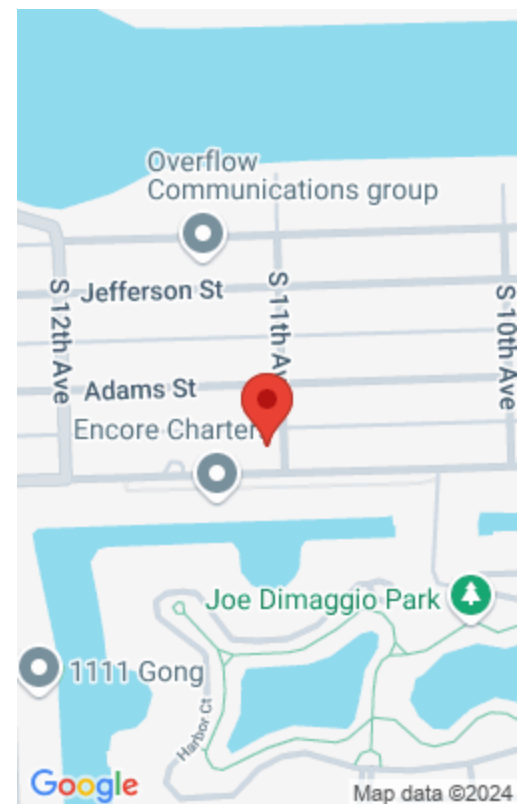 Overflow
Communications group
Jefferson St
S 12th Ave
S 11th Av
S 10th Ave
Adams St
Encore Charter
Joe Dimaggio Park
1111 Gong
Harbor Ct
Google
Map data ©2024